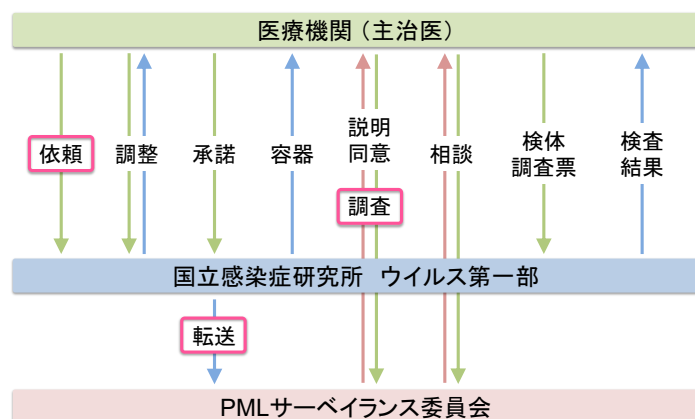 医療機関（主治医）
依頼
調整
承諾
容器
説明
同意
調査
相談
検体
調査票
検査
結果
国立感染症研究所　ウイルス第一部
転送
PMLサーベイランス委員会